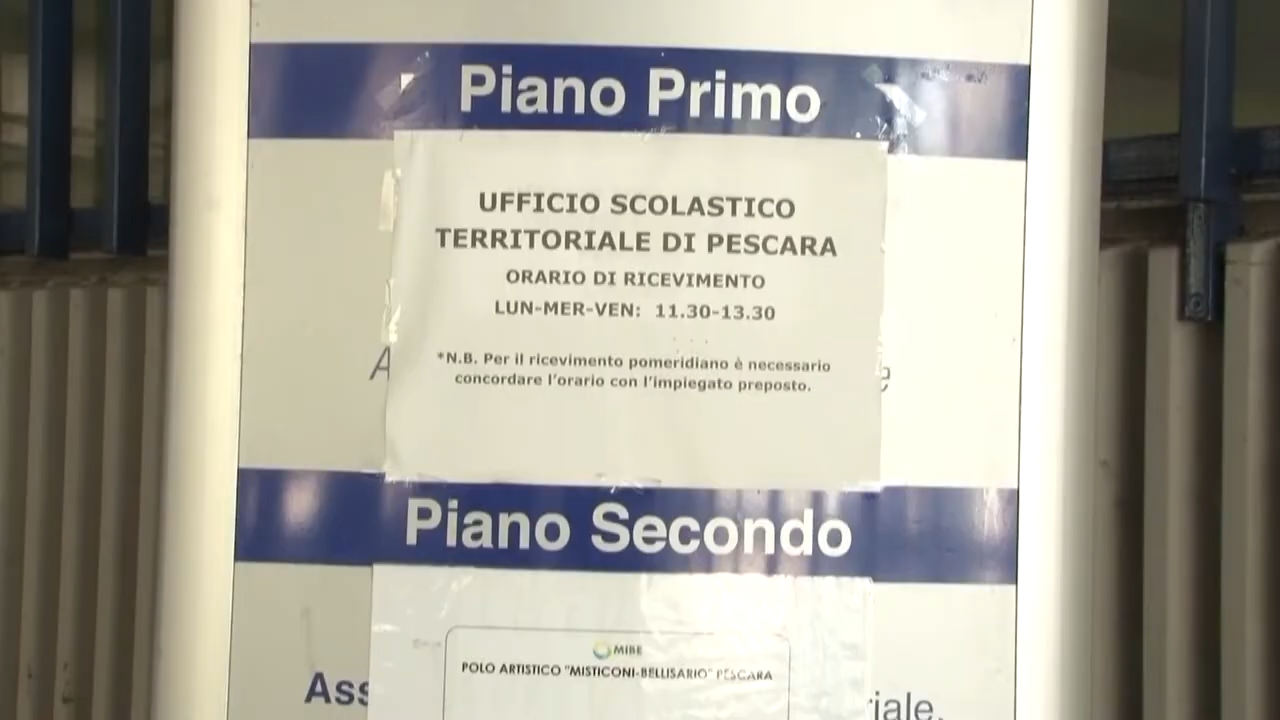 Piano Primo
UFFICIO SCOLASTICO
TERRITORIALE DI PESCARA
ORARIO DI RICEVIMENTO
LUN-MER-VEN: 11.30-13.30
*N.B. Per il ricevimento pomeridiano è necessario
concordare l'orario con l'impiegato preposto.
Piano Secondo
MIBE
POLO ARTISTICO "MISTICONI-BELLISARIO" PESCARA